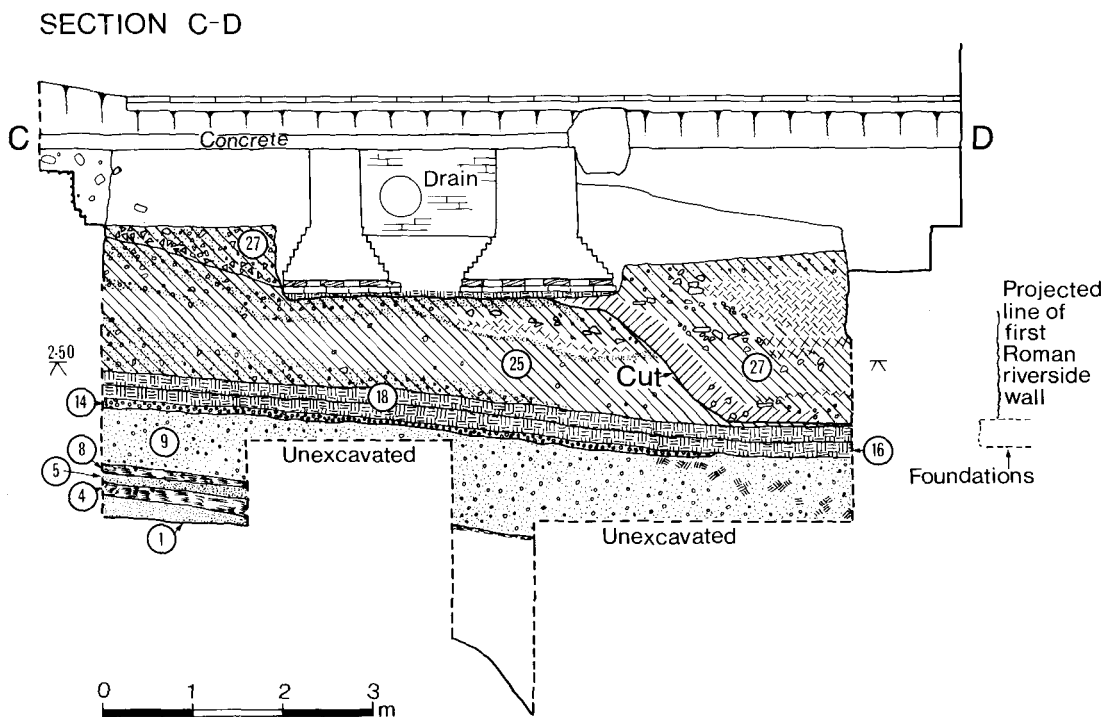 SECTION C-D
C
Concrete
D
Drain
27
Projected
line of
first
Roman
riverside
wall
2·50
25
Cut
27
18
14
9
Unexcavated
16
8
5
Foundations
4
1
Unexcavated
0 1 2 3
m